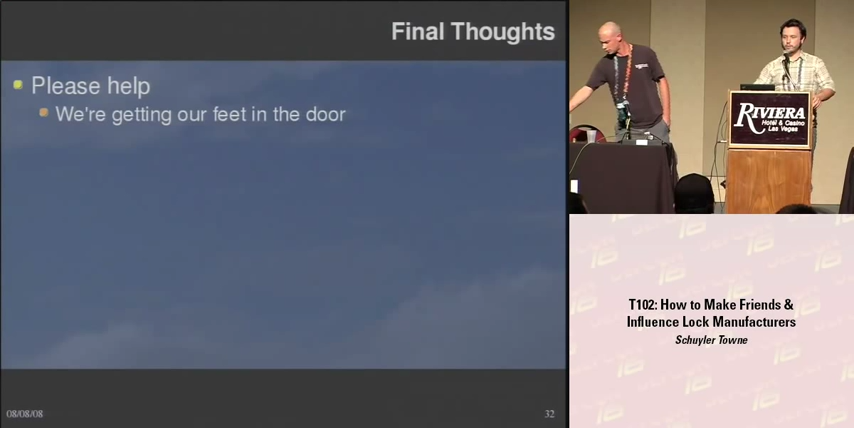 Final Thoughts
Please help
We're getting our feet in the door
08/08/08
32
RIVIERA
Hotel & Casino
Las Vegas
T102: How to Make Friends &
Influence Lock Manufacturers
Schuyler Towne